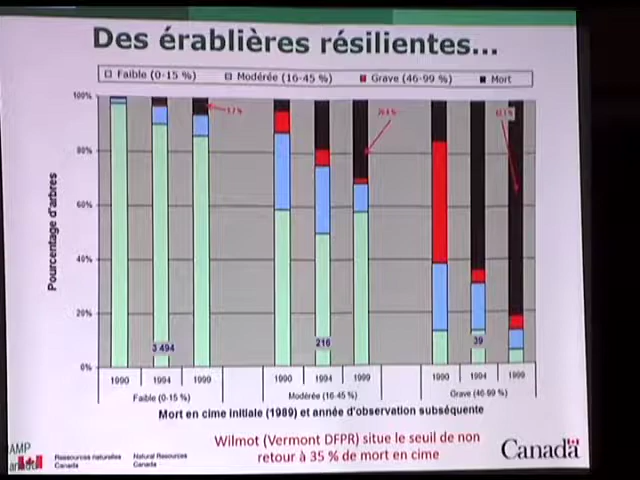 Des érablières résilientes...
Faible (0-15 %) Modérée (16-45 %) Grave (46-99 %) Mort
100%
80%
60%
40%
20%
0%
Pourcentage d'arbres
3 494 216 39
1990 1994 1999 1990 1994 1999 1990 1994 1999
Faible (0-15 %) Modérée (16-45 %) Grave (46-99 %)
Mort en cime initiale (1989) et année d'observation subséquente
Wilmot (Vermont DFPR) situe le seuil de non
retour à 35 % de mort en cime
AMP
Ressources naturelles Canada
Natural Resources Canada
Canada